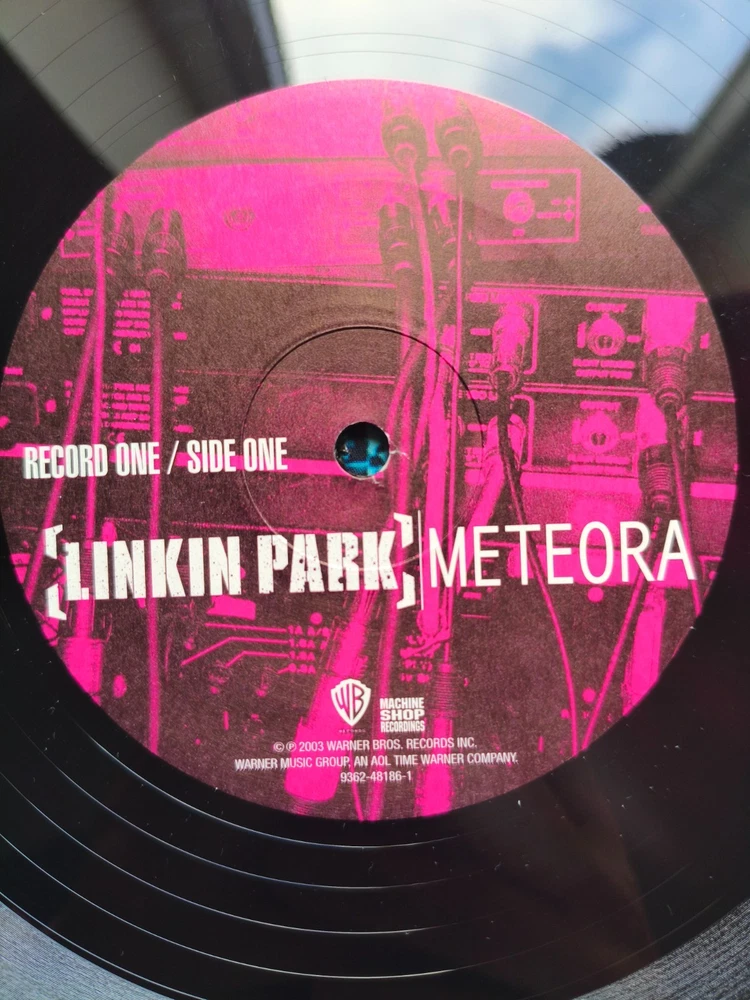 RECORD ONE / SIDE ONE
[LINKIN PARK] | METEORA
WB
MACHINE
SHOP
RECORDINGS
©℗ 2003 WARNER BROS. RECORDS INC.
WARNER MUSIC GROUP, AN AOL TIME WARNER COMPANY.
9362-48186-1